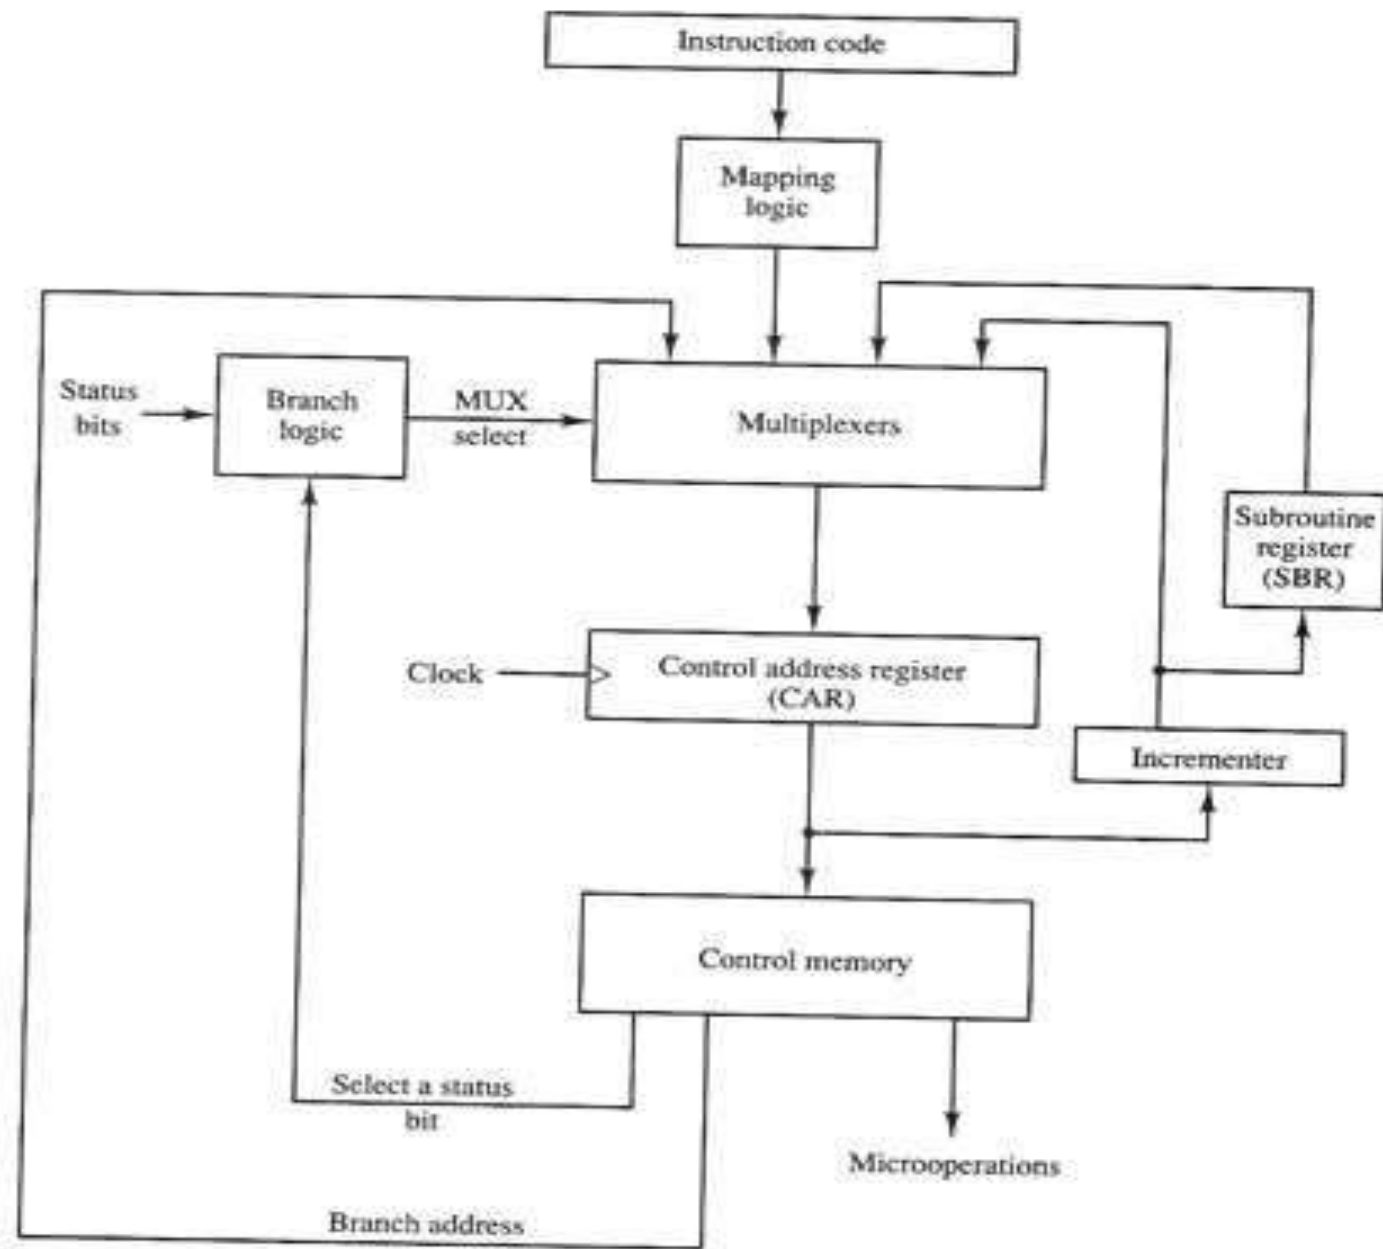 Instruction code
Mapping
logic
Status
bits
Branch
logic
MUX
select
Multiplexers
Subroutine
register
(SBR)
Clock
Control address register
(CAR)
Incrementer
Control memory
Select a status
bit
Microoperations
Branch address